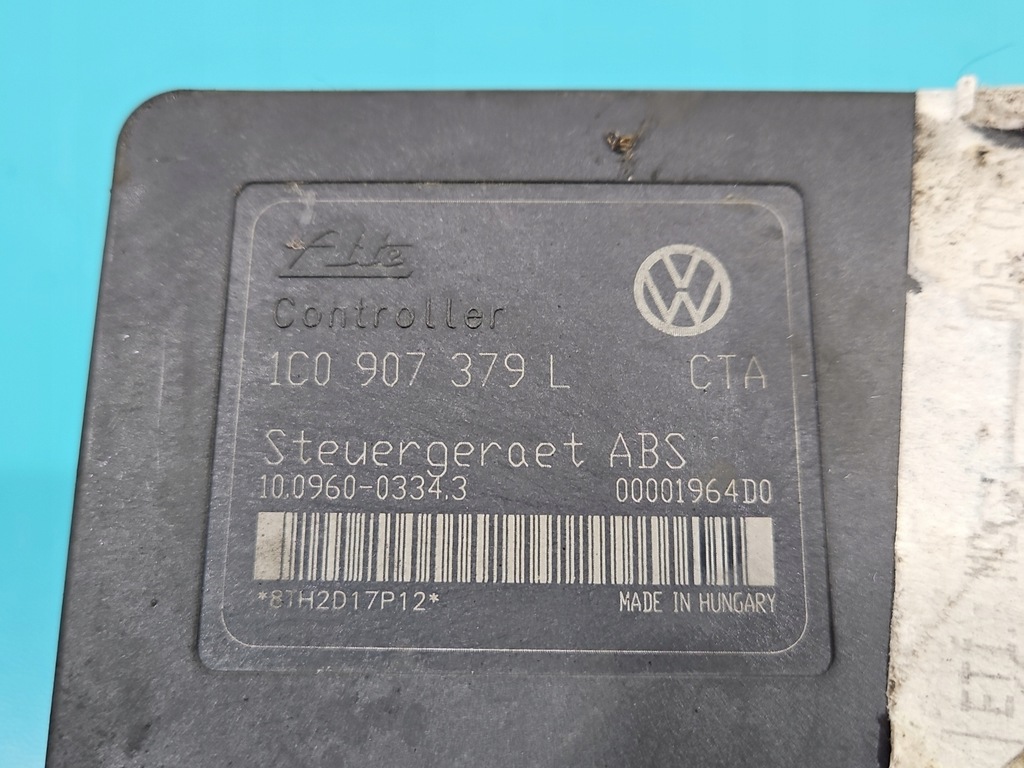 Ate
Controller
1C0 907 379 L CTA
Steuergeraet ABS
10.0960-0334.3 00001964D0
*8TH2D17P12*
MADE IN HUNGARY